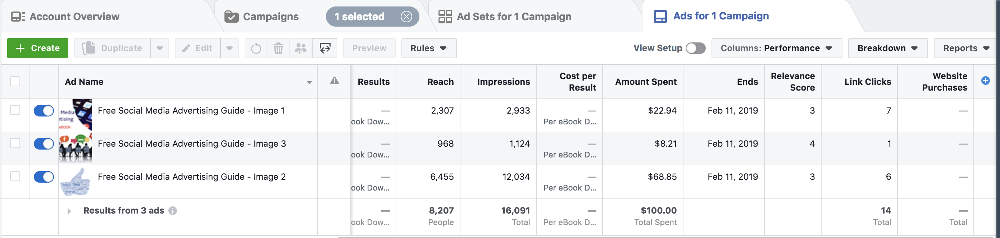 Account Overview
Campaigns
1 selected
Ad Sets for 1 Campaign
Ads for 1 Campaign
+ Create
Duplicate
Edit
Preview
Rules
View Setup
Columns: Performance
Breakdown
Reports
Ad Name
Results
Reach
Impressions
Cost per
Result
Amount Spent
Ends
Relevance
Score
Link Clicks
Website
Purchases
Media
rtising
eBOOK
Free Social Media Advertising Guide - Image 1
—
ook Dow...
2,307
2,933
—
Per eBook D...
$22.94
Feb 11, 2019
3
7
—
Free Social Media Advertising Guide - Image 3
—
ook Dow...
968
1,124
—
Per eBook D...
$8.21
Feb 11, 2019
4
1
—
Free Social Media Advertising Guide - Image 2
—
ook Dow...
6,455
12,034
—
Per eBook D...
$68.85
Feb 11, 2019
3
6
—
Results from 3 ads
—
ook Dow...
8,207
People
16,091
Total
—
Per eBook D...
$100.00
Total Spent
14
Total
—
Total